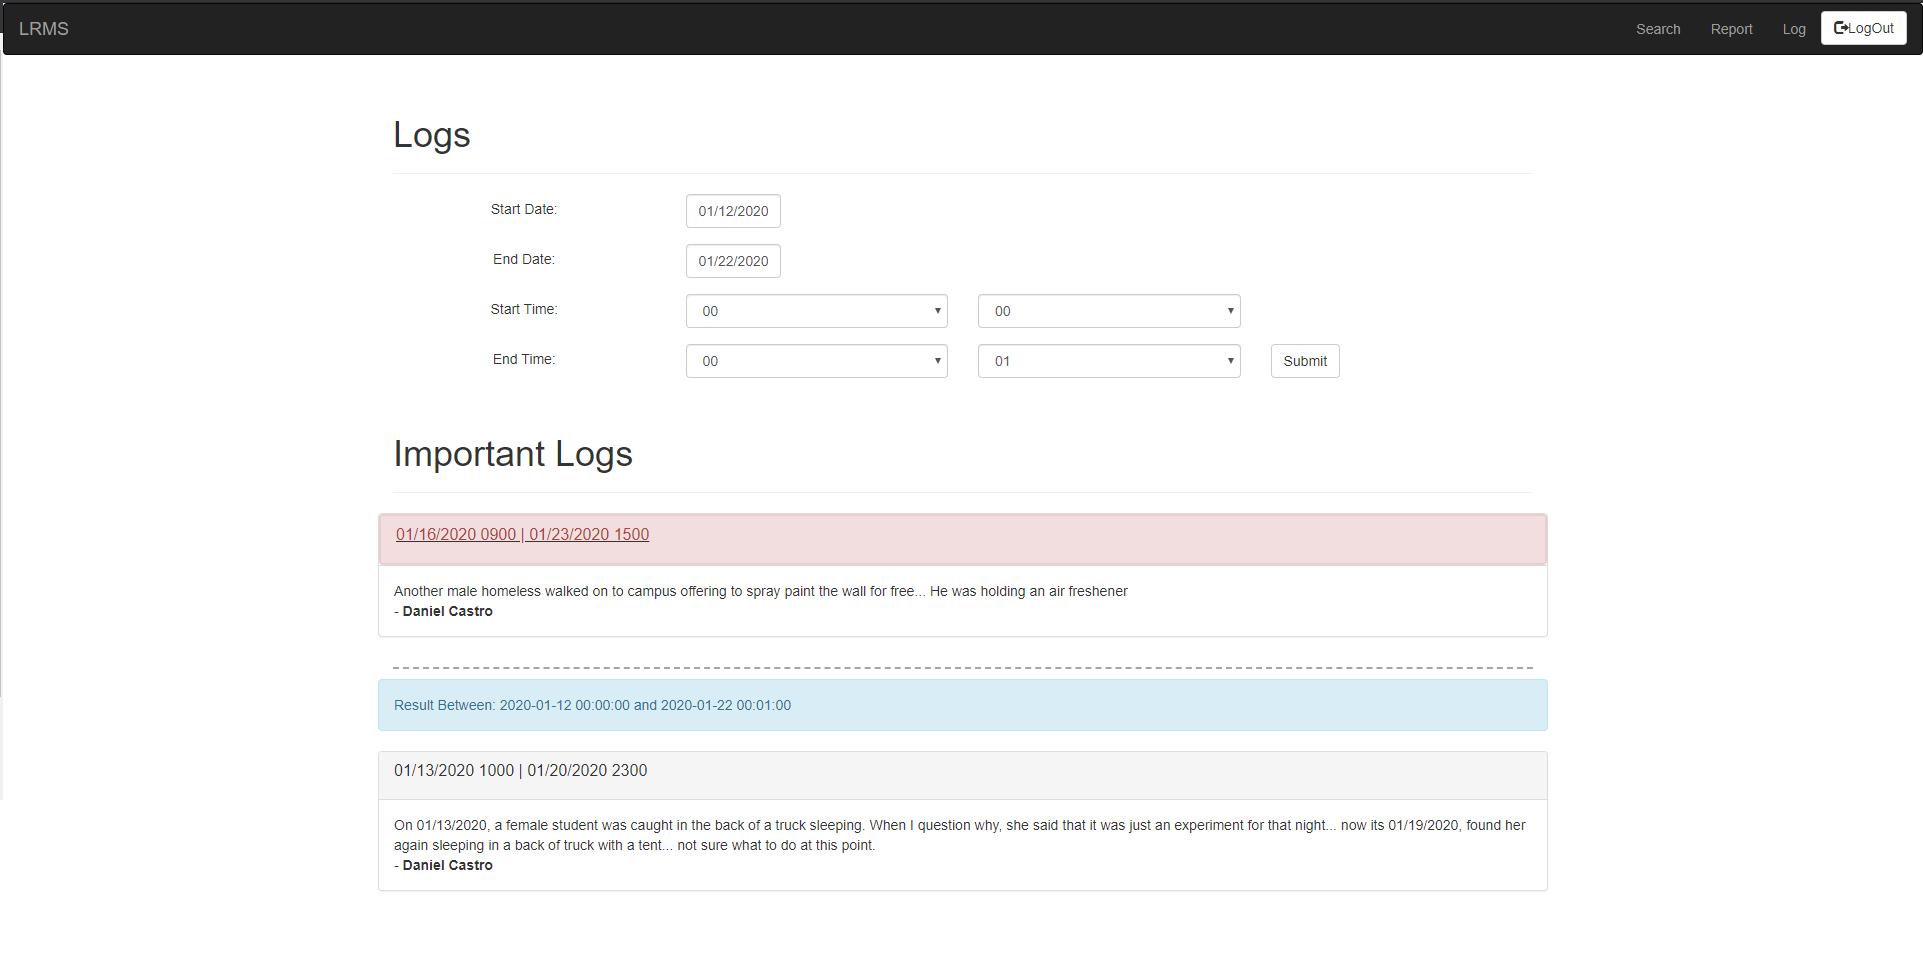 LRMS
Search Report Log LogOut
Logs
Start Date: 01/12/2020
End Date: 01/22/2020
Start Time: 00 00
End Time: 00 01 Submit
Important Logs
01/16/2020 0900 | 01/23/2020 1500
Another male homeless walked on to campus offering to spray paint the wall for free... He was holding an air freshener
- Daniel Castro
Result Between: 2020-01-12 00:00:00 and 2020-01-22 00:01:00
01/13/2020 1000 | 01/20/2020 2300
On 01/13/2020, a female student was caught in the back of a truck sleeping. When I question why, she said that it was just an experiment for that night... now its 01/19/2020, found her
again sleeping in a back of truck with a tent... not sure what to do at this point.
- Daniel Castro